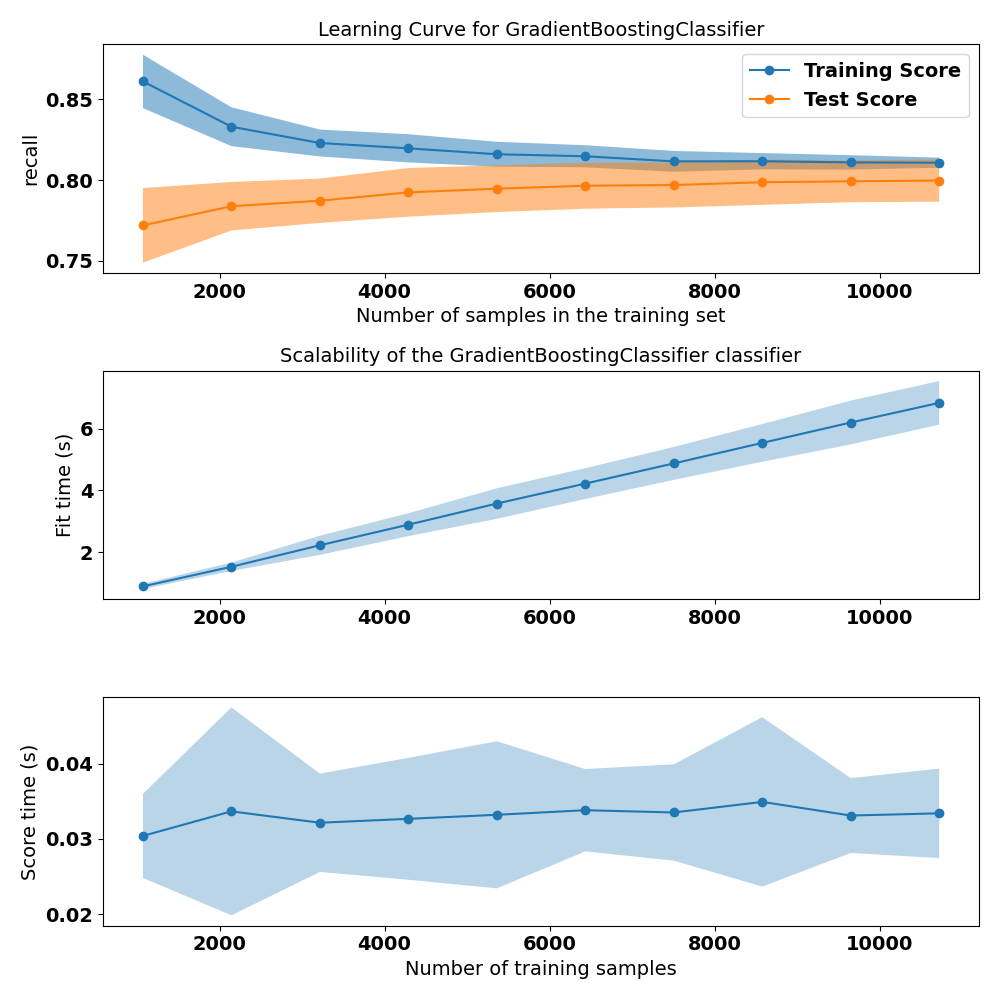 Learning Curve for GradientBoostingClassifier
Training Score
Test Score
0.85
0.80
0.75
recall
2000 4000 6000 8000 10000
Number of samples in the training set
Scalability of the GradientBoostingClassifier classifier
6
4
2
Fit time (s)
2000 4000 6000 8000 10000
0.04
0.03
0.02
Score time (s)
2000 4000 6000 8000 10000
Number of training samples